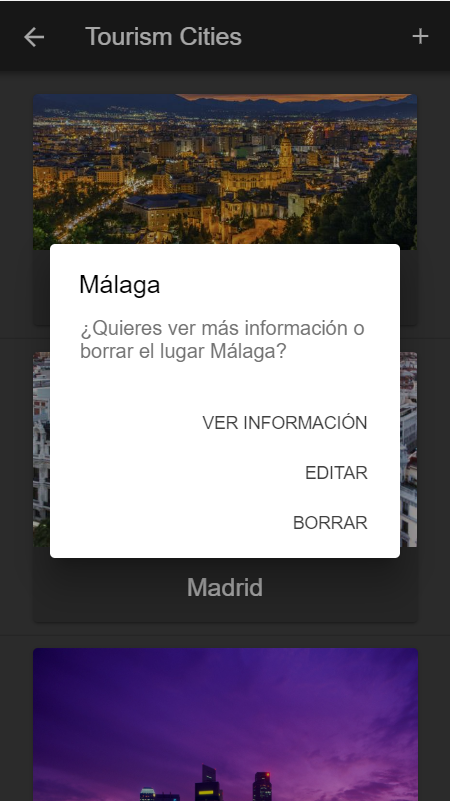 Tourism Cities
Málaga
¿Quieres ver más información o
borrar el lugar Málaga?
VER INFORMACIÓN
EDITAR
BORRAR
Madrid